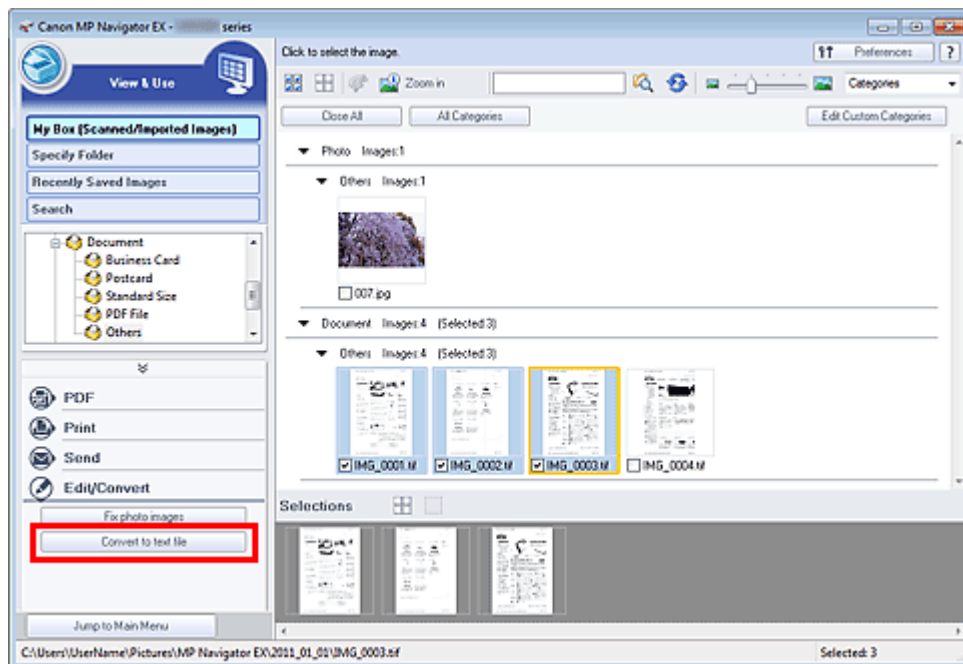 Canon MP Navigator EX - series
View & Use
My Box (Scanned/Imported Images)
Specify Folder
Recently Saved Images
Search
Document
Business Card
Postcard
Standard Size
PDF File
Others
PDF
Print
Send
Edit/Convert
Fix photo images
Convert to text file
Jump to Main Menu
Click to select the image.
Preferences
?
Zoom in
Categories
Close All
All Categories
Edit Custom Categories
Photo Images:1
Others Images:1
007.jpg
Document Images:4 (Selected:3)
Others Images:4 (Selected:3)
IMG_0001.tif
IMG_0002.tif
IMG_0003.tif
IMG_0004.tif
Selections
C:\Users\UserName\Pictures\MP Navigator EX\2011_01_01\IMG_0003.tif
Selected: 3